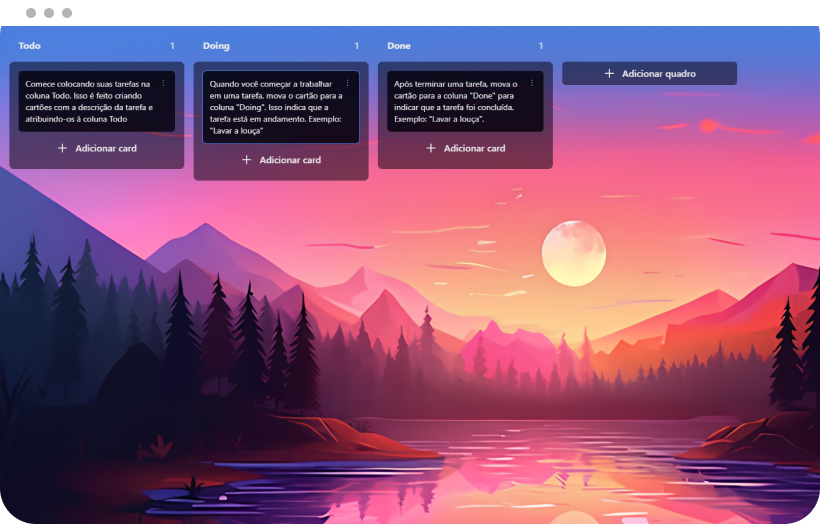 Todo 1
Comece colocando suas tarefas na
coluna Todo. Isso é feito criando
cartões com a descrição da tarefa e
atribuindo-os à coluna Todo
Adicionar card
Doing 1
Quando você começar a trabalhar
em uma tarefa, mova o cartão para a
coluna "Doing". Isso indica que a
tarefa está em andamento. Exemplo:
"Lavar a louça"
Adicionar card
Done 1
Após terminar uma tarefa, mova o
cartão para a coluna "Done" para
indicar que a tarefa foi concluída.
Exemplo: "Lavar a louça".
Adicionar card
Adicionar quadro